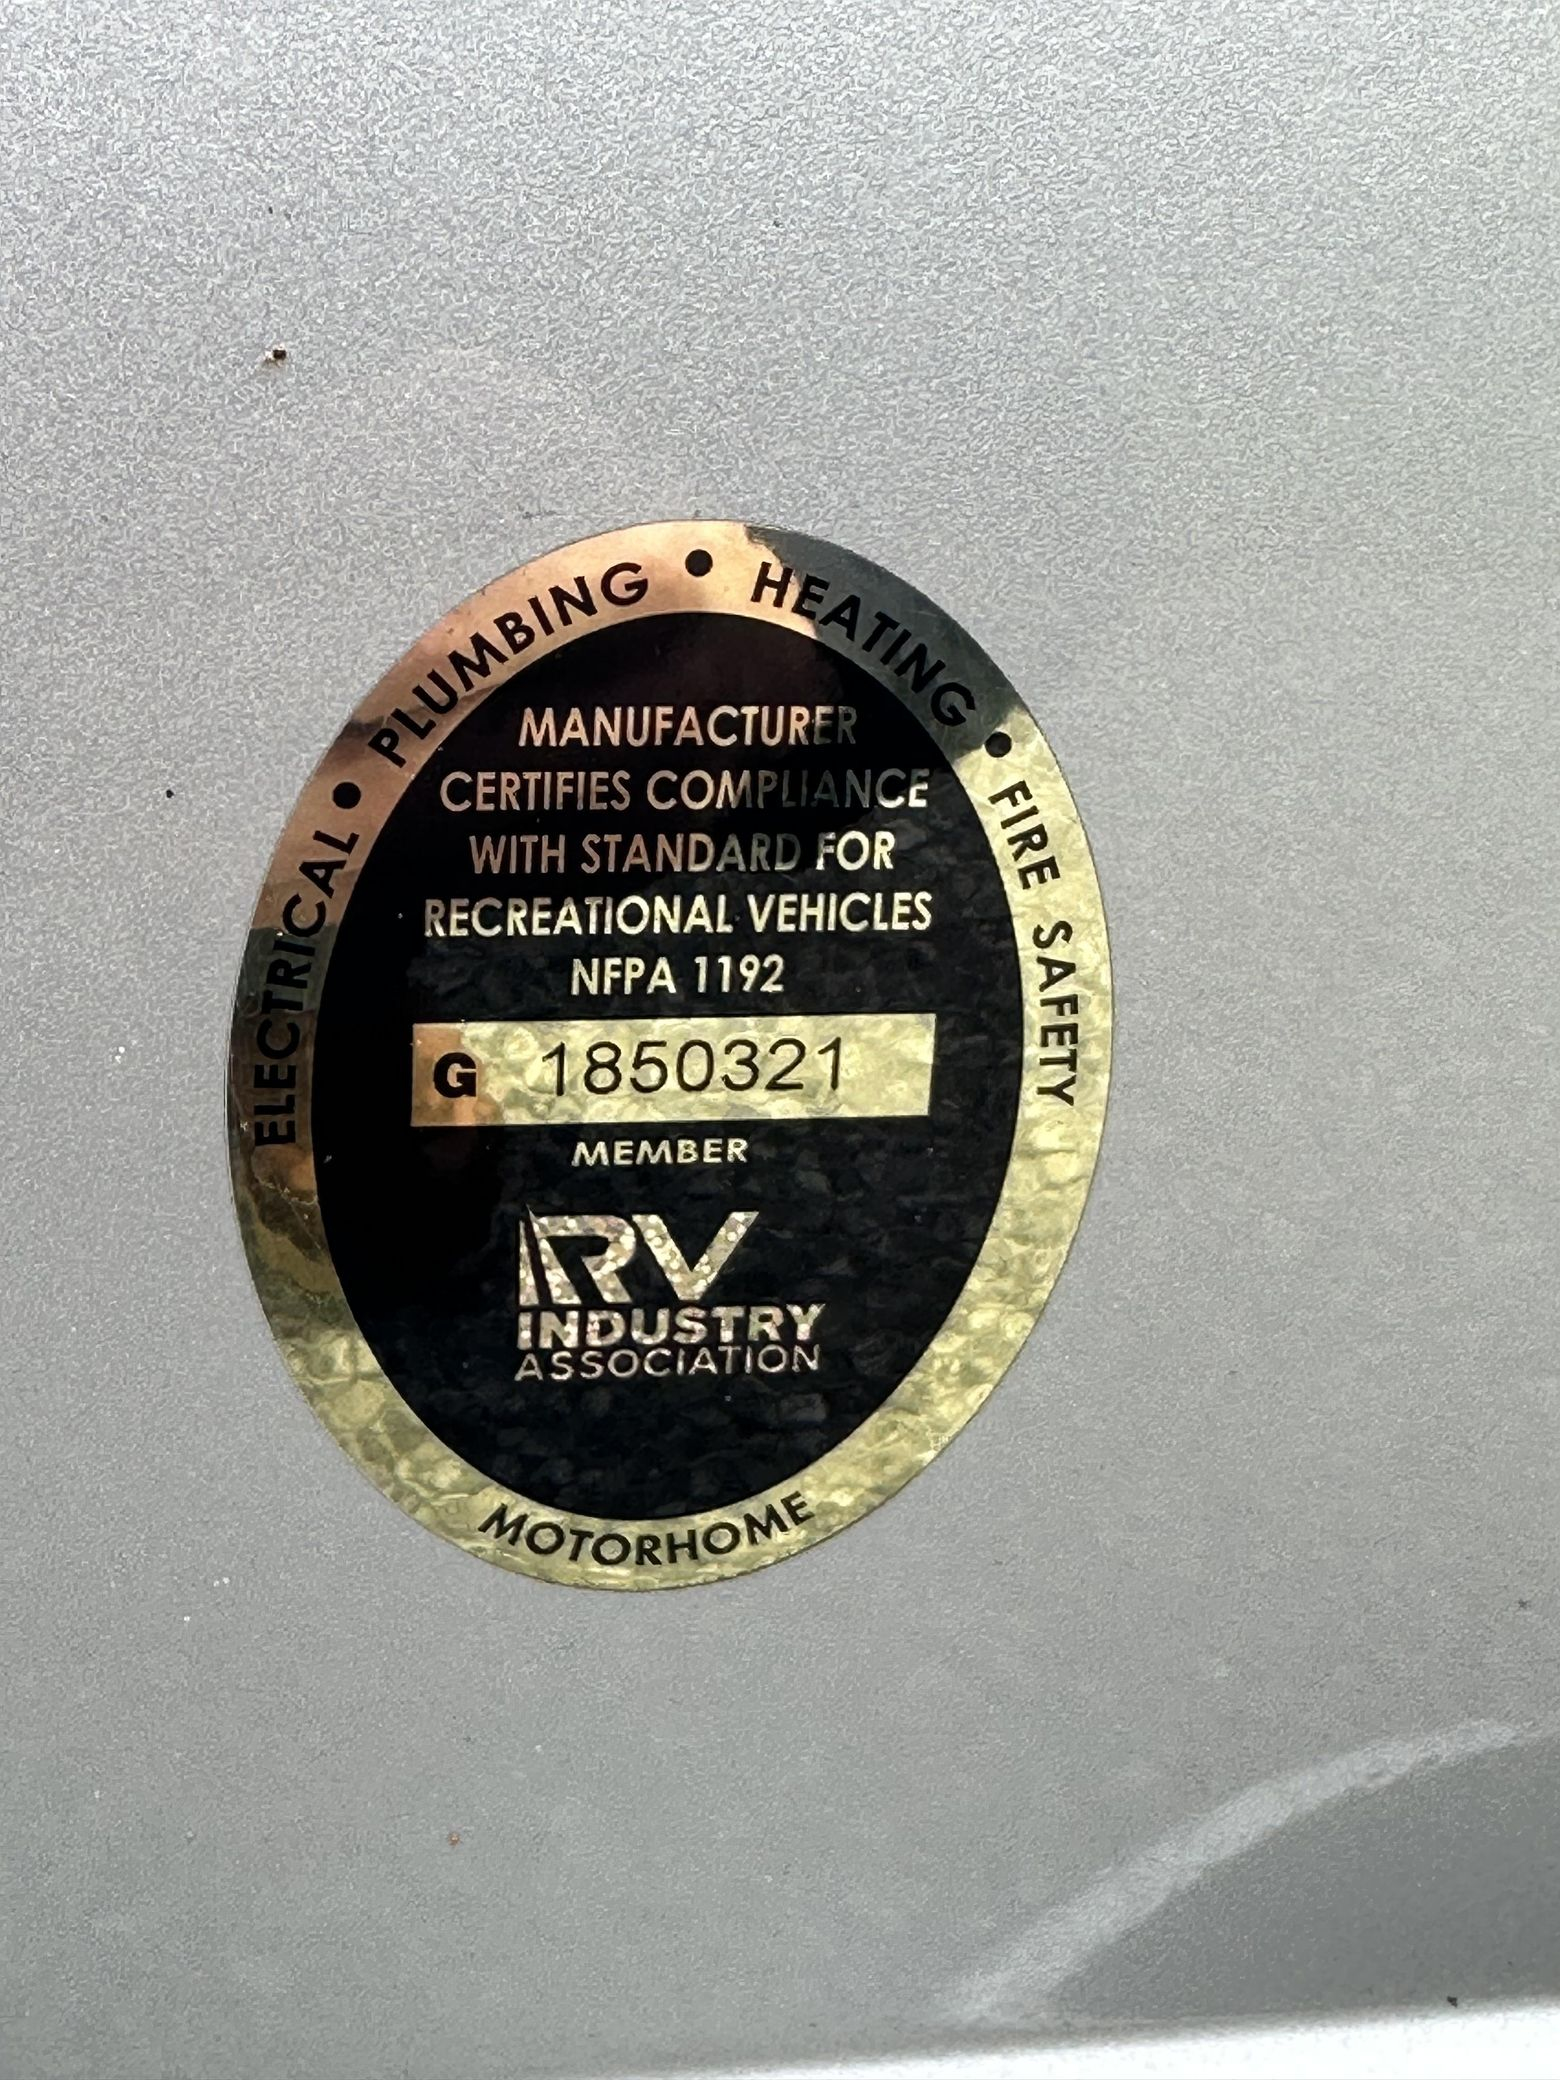 ELECTRICAL • PLUMBING • HEATING • FIRE SAFETY
MANUFACTURER
CERTIFIES COMPLIANCE
WITH STANDARD FOR
RECREATIONAL VEHICLES
NFPA 1192
G 1850321
MEMBER
RV
INDUSTRY
ASSOCIATION
MOTORHOME